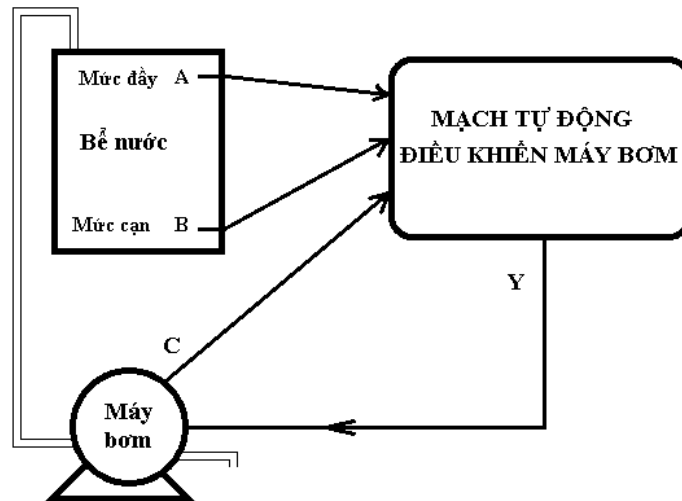 Mức đầy A
Bể nước
Mức cạn B
MẠCH TỰ ĐỘNG
ĐIỀU KHIỂN MÁY BƠM
Y
C
Máy
bơm